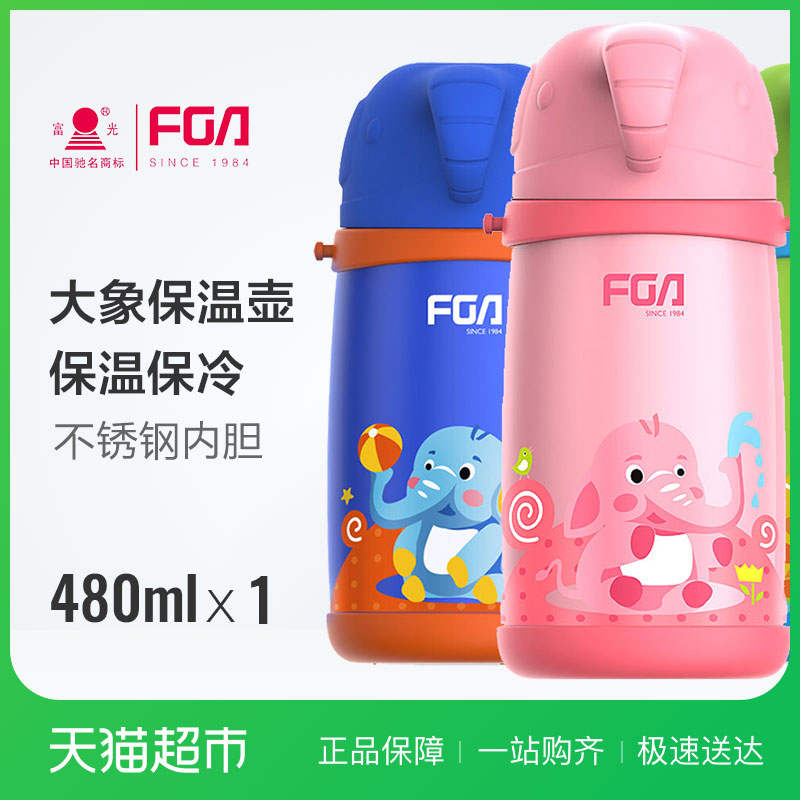 富 ® 光
中国驰名商标
FGA
SINCE 1984
大象保温壶
保温保冷
不锈钢内胆
480ml x 1
FGA
SINCE 1984
FGA
SINCE 1984
天猫超市
正品保障 | 一站购齐 | 极速送达